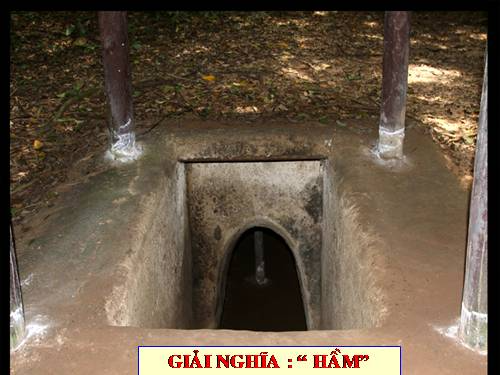 GIẢI NGHĨA : “ HẦM”